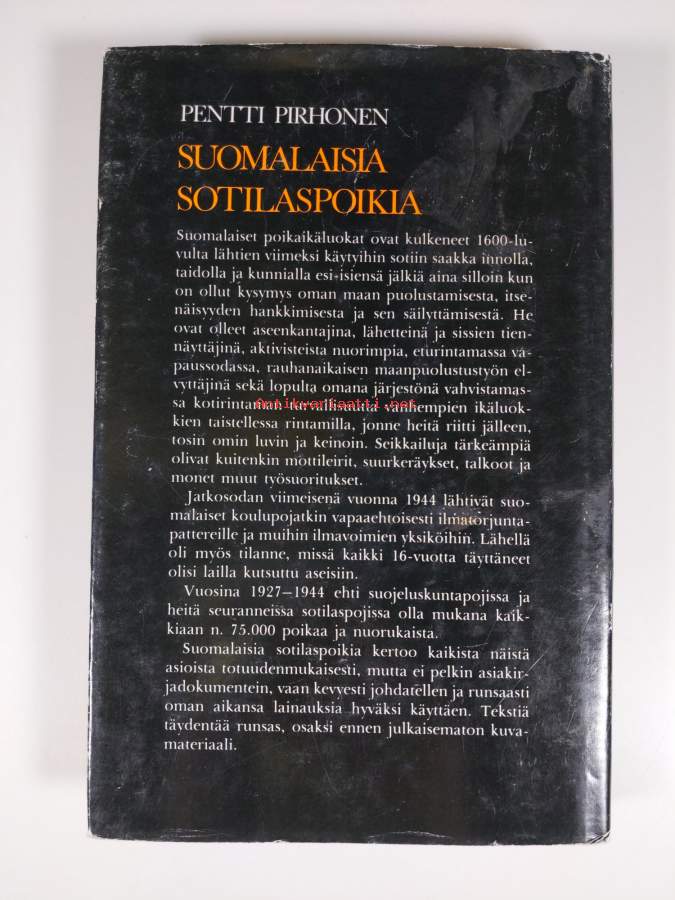 PENTTI PIRHONEN
SUOMALAISIA
SOTILASPOIKIA
Suomalaiset poikaikäluokat ovat kulkeneet 1600-lu-
vulta lähtien viimeksi käytyihin sotiin saakka innolla,
taidolla ja kunnialla esi-isiensä jälkiä aina silloin kun
on ollut kysymys oman maan puolustamisesta, itse-
näisyyden hankkimisesta ja sen säilyttämisestä. He
ovat olleet aseenkantajina, lähetteinä ja sissien tien-
näyttäjinä, aktivisteista nuorimpia, eturintamassa va-
paussodassa, rauhanaikaisen maanpuolustustyön el-
vyttäjinä sekä lopulta omana järjestönä vahvistamas-
sa kotirintaman turvallisuutta vanhempien ikäluok-
antikvariaatti.net
kien taistellessa rintamilla, jonne heitä riitti jälleen,
tosin omin luvin ja keinoin. Seikkailuja tärkeämpiä
olivat kuitenkin mottileirit, suurkeräykset, talkoot ja
monet muut työsuoritukset.
Jatkosodan viimeisenä vuonna 1944 lähtivät suo-
malaiset koulupojatkin vapaaehtoisesti ilmatorjunta-
pattereille ja muihin ilmavoimien yksiköihin. Lähellä
oli myös tilanne, missä kaikki 16-vuotta täyttäneet
olisi lailla kutsuttu aseisiin.
Vuosina 1927–1944 ehti suojeluskuntapojissa ja
heitä seuranneissa sotilaspojissa olla mukana kaik-
kiaan n. 75.000 poikaa ja nuorukaista.
Suomalaisia sotilaspoikia kertoo kaikista näistä
asioista totuudenmukaisesti, mutta ei pelkin asiakir-
jadokumentein, vaan kevyesti johdatellen ja runsaasti
oman aikansa lainauksia hyväksi käyttäen. Tekstiä
täydentää runsas, osaksi ennen julkaisematon kuva-
materiaali.